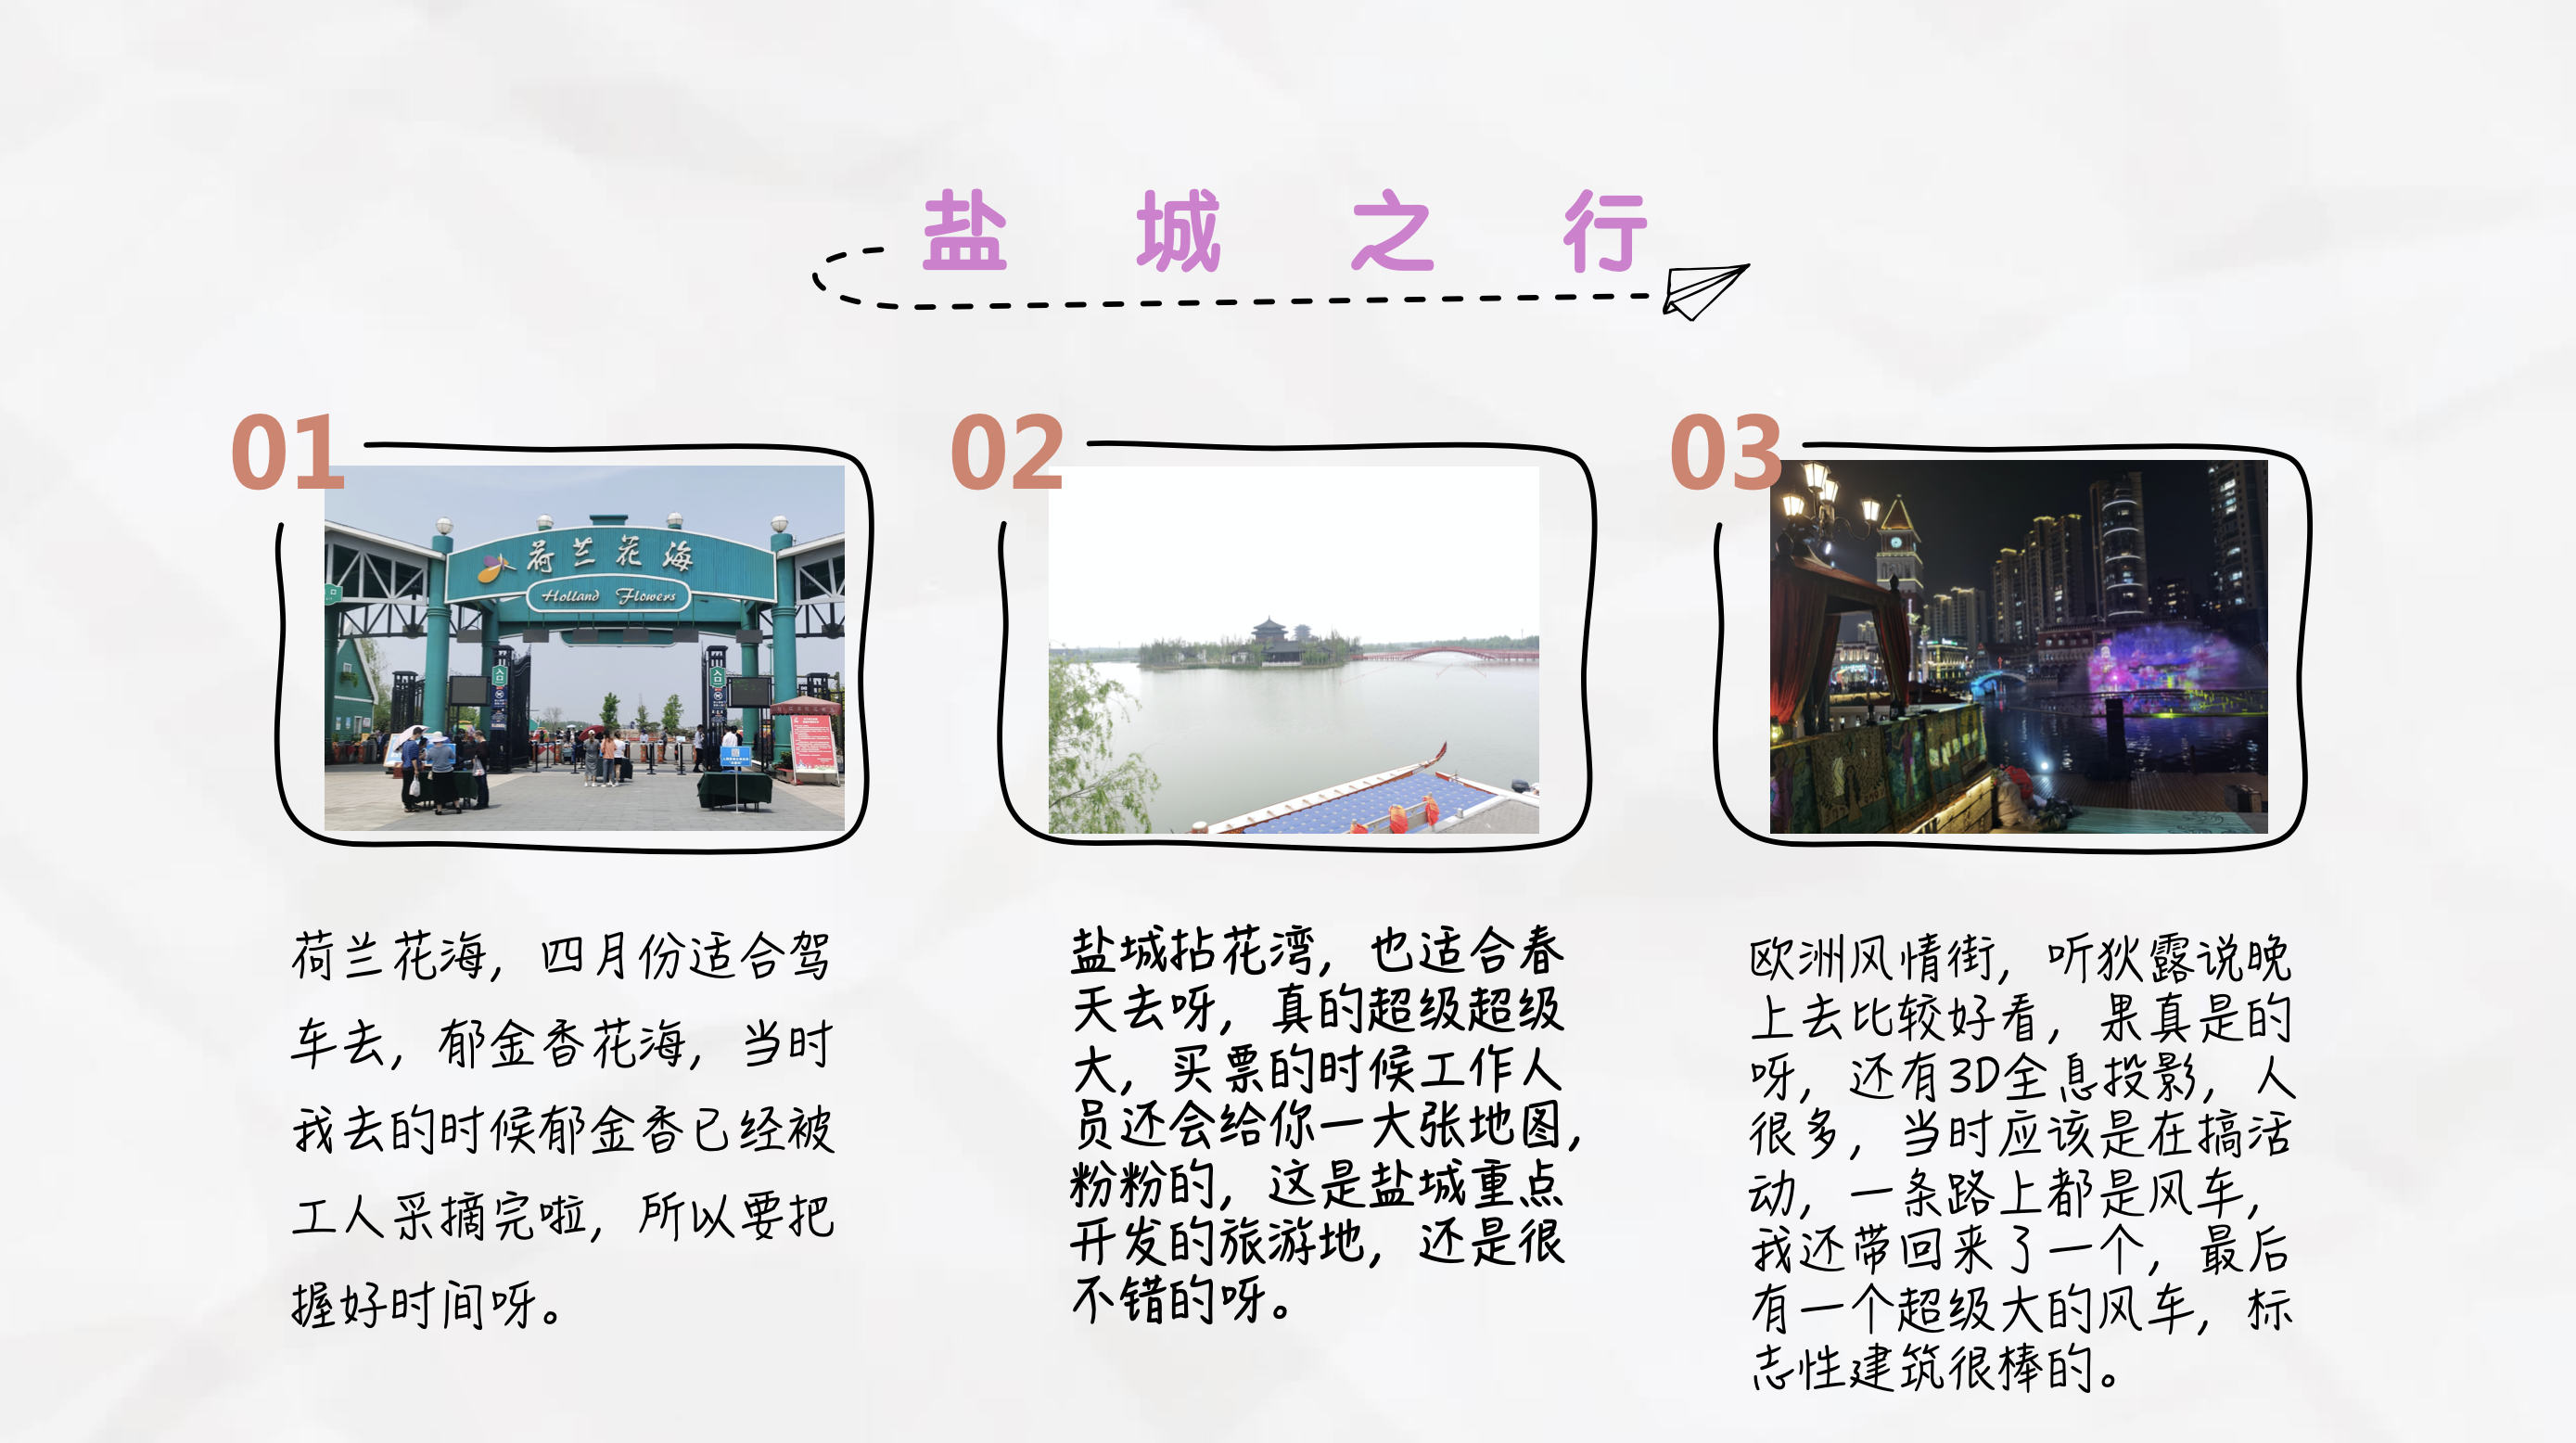 盐城之行
01
荷兰花海
Holland Flowers
入口
入口
荷兰花海，四月份适合驾
车去，郁金香花海，当时
我去的时候郁金香已经被
工人采摘完啦，所以要把
握好时间呀。
02
盐城拈花湾，也适合春
天去呀，真的超级超级
大，买票的时候工作人
员还会给你一大张地图，
粉粉的，这是盐城重点
开发的旅游地，还是很
不错的呀。
03
欧洲风情街，听狄露说晚
上去比较好看，果真是的
呀，还有3D全息投影，人
很多，当时应该是在搞活
动，一条路上都是风车，
我还带回来了一个，最后
有一个超级大的风车，标
志性建筑很棒的。